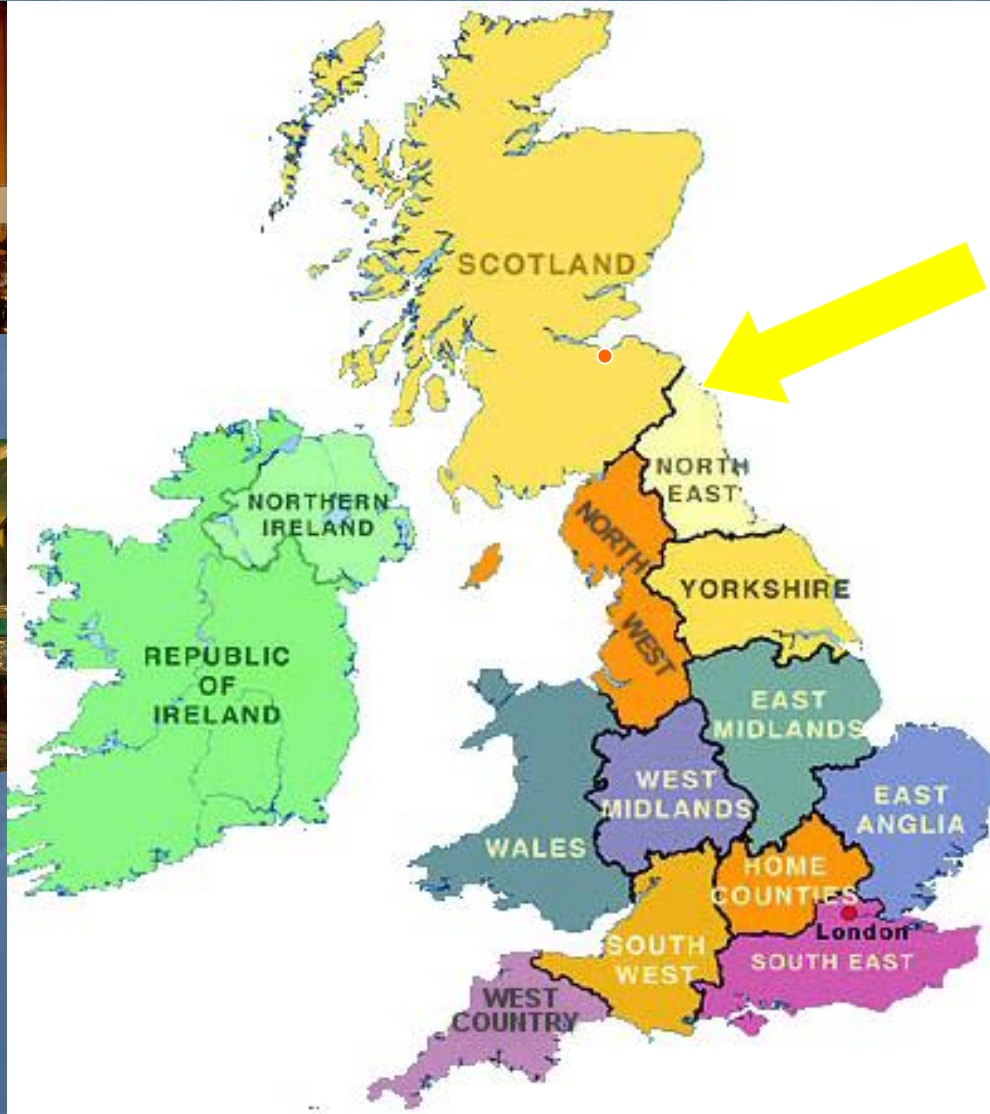 SCOTLAND
NORTH
EAST
NORTHERN
IRELAND
NORTH
WEST
YORKSHIRE
REPUBLIC
OF
IRELAND
EAST
MIDLANDS
WEST
MIDLANDS
EAST
ANGLIA
WALES
HOME
COUNTIES
London
SOUTH
WEST
SOUTH EAST
WEST
COUNTRY